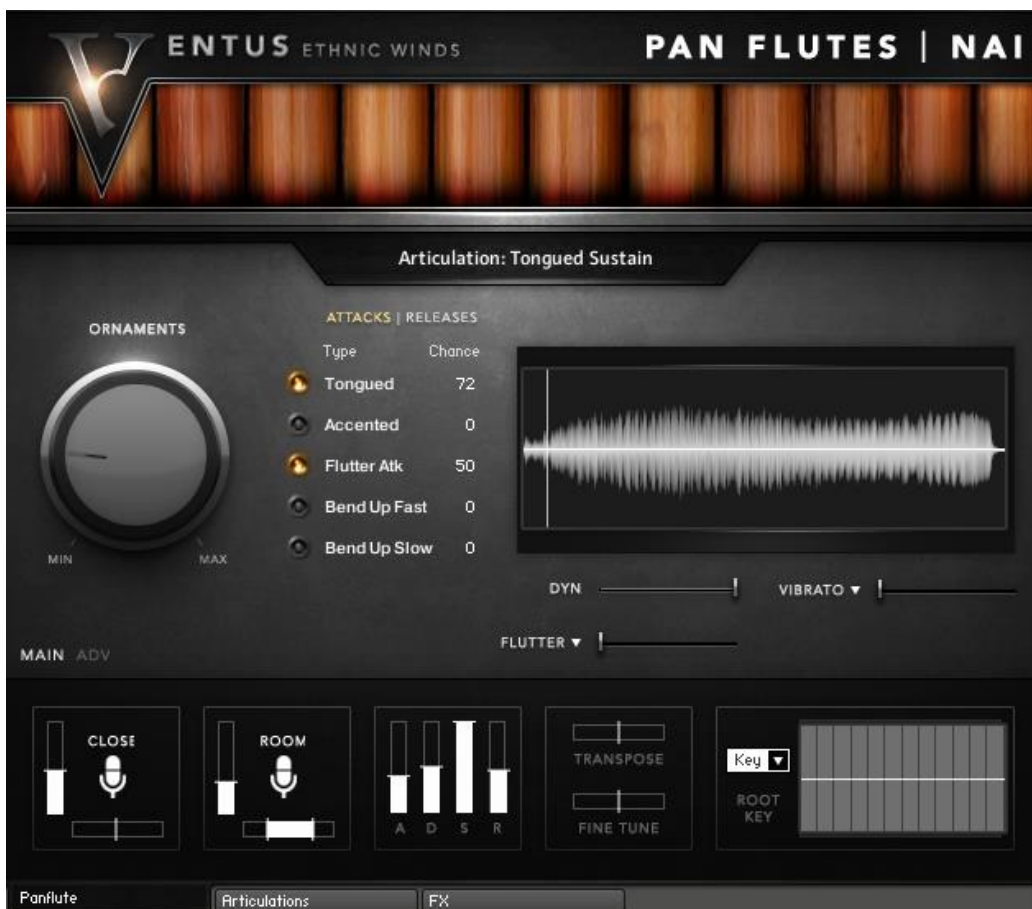 VENTUS ETHNIC WINDS
PAN FLUTES | NAI
Articulation: Tongued Sustain
ORNAMENTS
MIN
MAX
ATTACKS | RELEASES
Type Chance
Tongued 72
Accented 0
Flutter Atk 50
Bend Up Fast 0
Bend Up Slow 0
DYN
VIBRATO ▼
FLUTTER ▼
MAIN ADV
CLOSE
ROOM
A D S R
TRANSPOSE
FINE TUNE
Key ▼
ROOT
KEY
Panflute
Articulations
FX